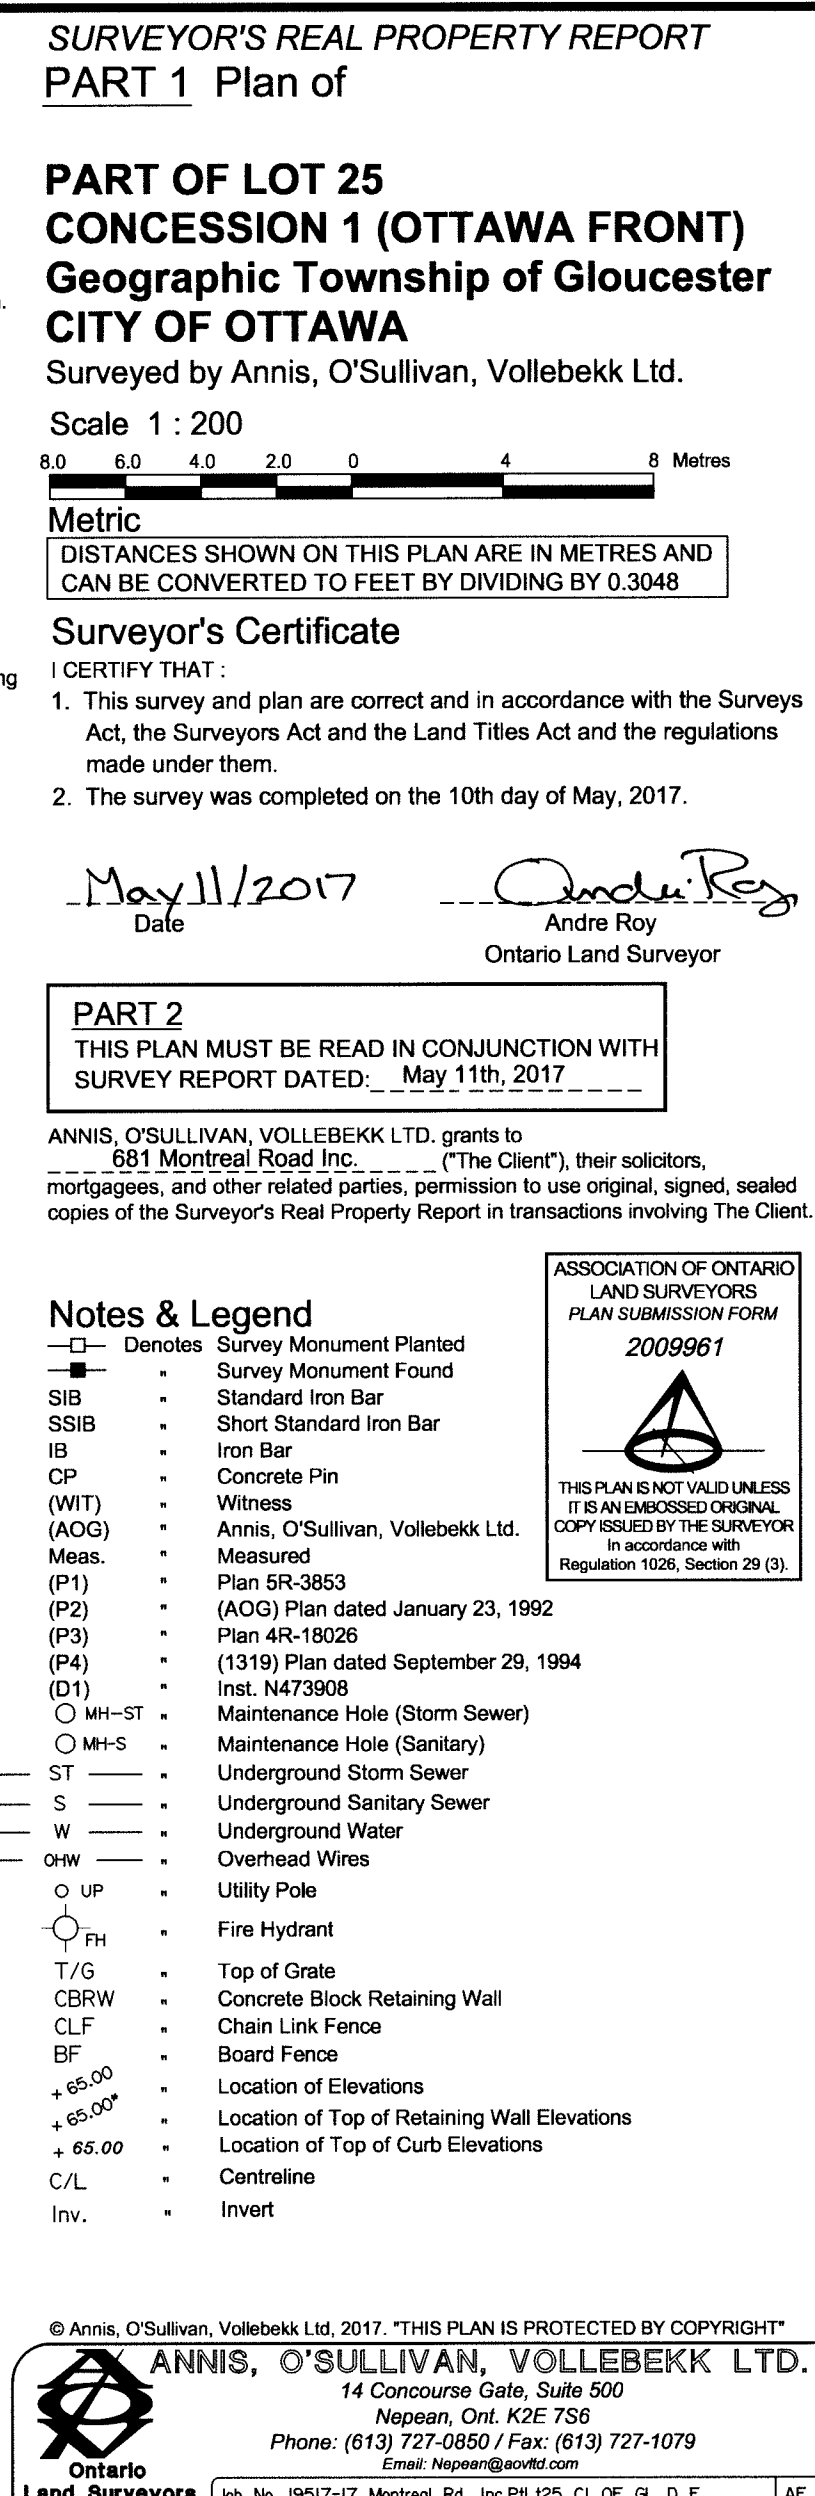 SURVEYOR'S REAL PROPERTY REPORT
PART 1 Plan of
PART OF LOT 25
CONCESSION 1 (OTTAWA FRONT)
Geographic Township of Gloucester
CITY OF OTTAWA
Surveyed by Annis, O'Sullivan, Vollebekk Ltd.
Scale 1 : 200
8.0 6.0 4.0 2.0 0 4 8 Metres
Metric
DISTANCES SHOWN ON THIS PLAN ARE IN METRES AND
CAN BE CONVERTED TO FEET BY DIVIDING BY 0.3048
Surveyor's Certificate
I CERTIFY THAT :
1. This survey and plan are correct and in accordance with the Surveys
Act, the Surveyors Act and the Land Titles Act and the regulations
made under them.
2. The survey was completed on the 10th day of May, 2017.
May 11/2017 Andre Roy
Date Andre Roy
Ontario Land Surveyor
PART 2
THIS PLAN MUST BE READ IN CONJUNCTION WITH
SURVEY REPORT DATED: May 11th, 2017
ANNIS, O'SULLIVAN, VOLLEBEKK LTD. grants to
681 Montreal Road Inc. ("The Client"), their solicitors,
mortgagees, and other related parties, permission to use original, signed, sealed
copies of the Surveyor's Real Property Report in transactions involving The Client.
ASSOCIATION OF ONTARIO
LAND SURVEYORS
PLAN SUBMISSION FORM
2009961
THIS PLAN IS NOT VALID UNLESS
IT IS AN EMBOSSED ORIGINAL
COPY ISSUED BY THE SURVEYOR
In accordance with
Regulation 1026, Section 29 (3).
Notes & Legend
Denotes Survey Monument Planted
" Survey Monument Found
SIB " Standard Iron Bar
SSIB " Short Standard Iron Bar
IB " Iron Bar
CP " Concrete Pin
(WIT) " Witness
(AOG) " Annis, O'Sullivan, Vollebekk Ltd.
Meas. " Measured
(P1) " Plan 5R-3853
(P2) " (AOG) Plan dated January 23, 1992
(P3) " Plan 4R-18026
(P4) " (1319) Plan dated September 29, 1994
(D1) " Inst. N473908
MH-ST " Maintenance Hole (Storm Sewer)
MH-S " Maintenance Hole (Sanitary)
ST " Underground Storm Sewer
S " Underground Sanitary Sewer
W " Underground Water
OHW " Overhead Wires
UP " Utility Pole
FH " Fire Hydrant
T/G " Top of Grate
CBRW " Concrete Block Retaining Wall
CLF " Chain Link Fence
BF " Board Fence
+ 65.00 " Location of Elevations
+ 65.00* " Location of Top of Retaining Wall Elevations
+ 65.00 " Location of Top of Curb Elevations
C/L " Centreline
Inv. " Invert
© Annis, O'Sullivan, Vollebekk Ltd, 2017. "THIS PLAN IS PROTECTED BY COPYRIGHT"
ANNIS, O'SULLIVAN, VOLLEBEKK LTD.
14 Concourse Gate, Suite 500
Nepean, Ont. K2E 7S6
Phone: (613) 727-0850 / Fax: (613) 727-1079
Email: Nepean@aovltd.com
Ontario
Land Surveyors
Job No. 19517-17 Montreal Rd